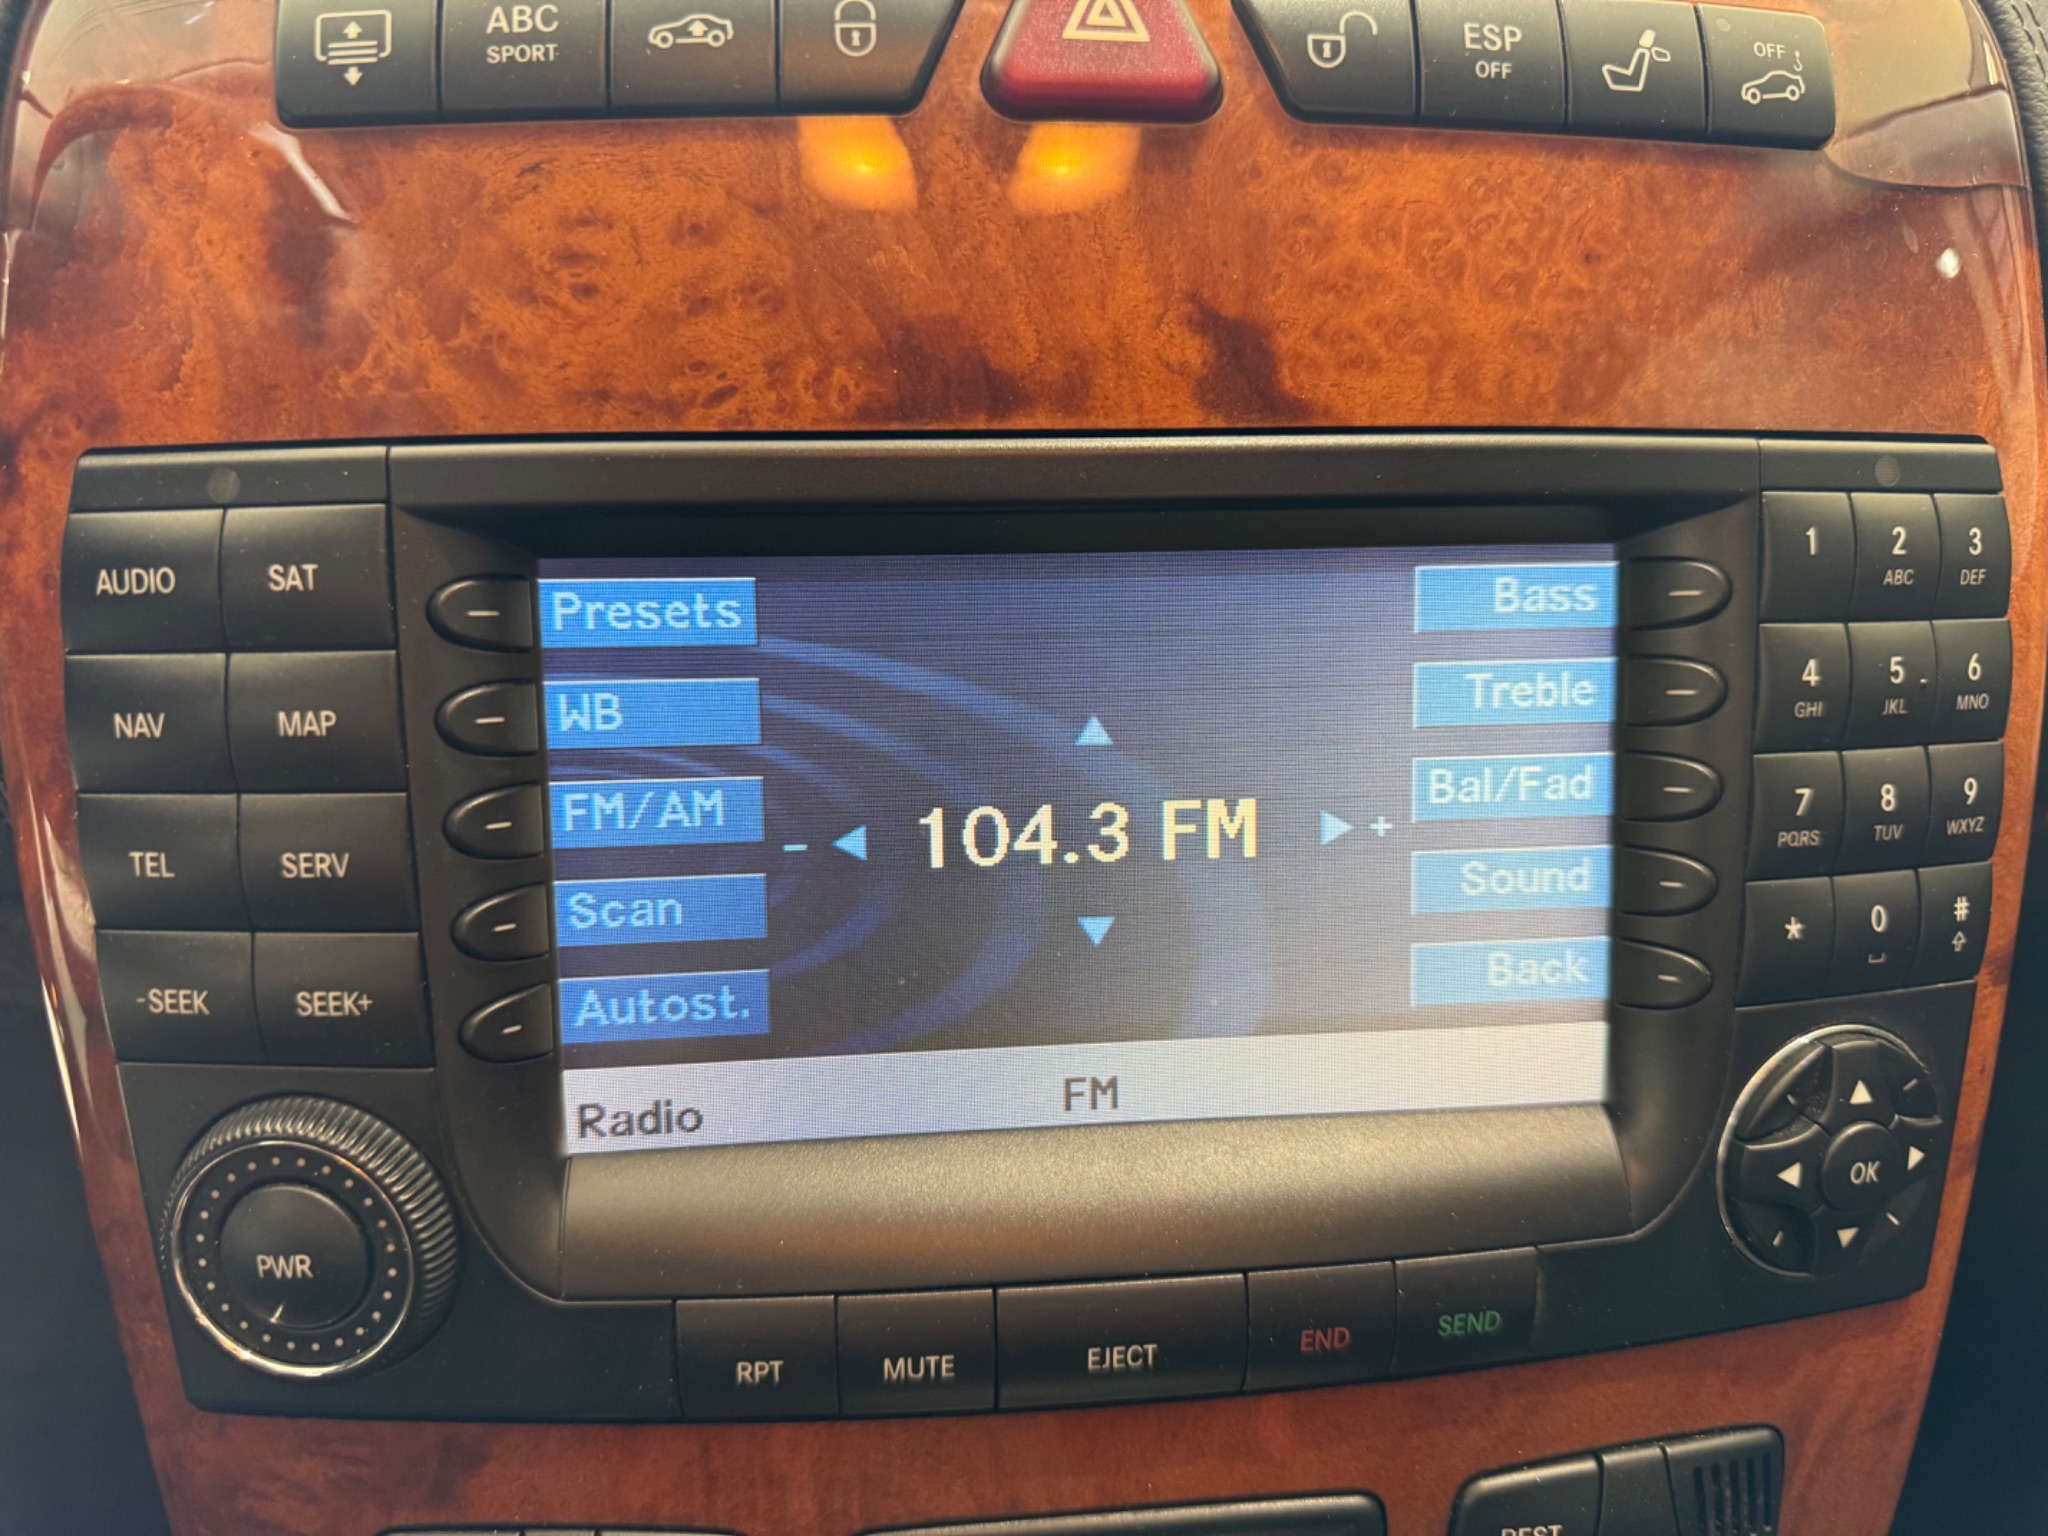 ABC
SPORT
ESP
OFF
OFF
AUDIO
SAT
NAV
MAP
TEL
SERV
-SEEK
SEEK+
PWR
Presets
WB
FM/AM
Scan
Autost.
- 104.3 FM +
Bass
Treble
Bal/Fad
Sound
Back
Radio
FM
1
2
ABC
3
DEF
4
GHI
5
JKL
6
MNO
7
PQRS
8
TUV
9
WXYZ
*
0
#
OK
RPT
MUTE
EJECT
END
SEND
REST